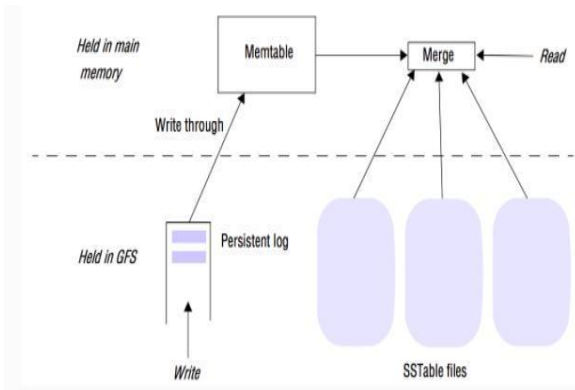 Held in main
memory
Memtable
Merge
Read
Write through
Held in GFS
Persistent log
Write
SSTable files